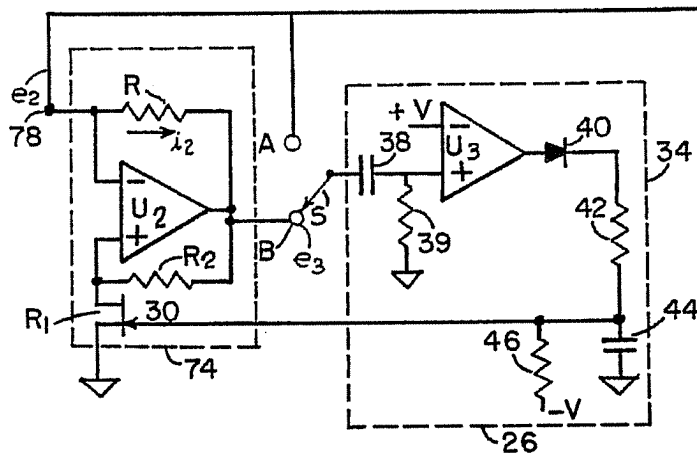 e₂
78
R
→i₂
A
38
+V
−
U₃
+
40
34
−
U₂
+
S
B
e₃
39
42
R₂
R₁
30
74
46
44
−V
26